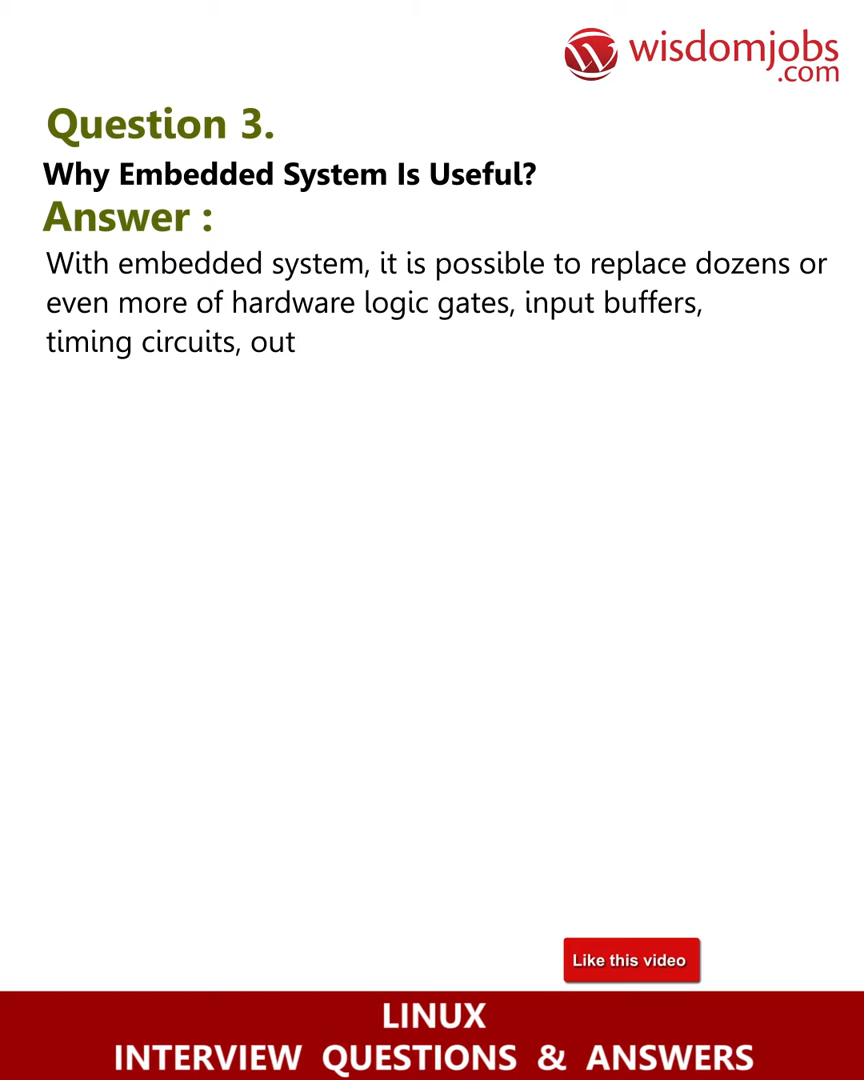 wisdomjobs
.com
Question 3.
Why Embedded System Is Useful?
Answer :
With embedded system, it is possible to replace dozens or
even more of hardware logic gates, input buffers,
timing circuits, out
Like this video
LINUX
INTERVIEW QUESTIONS & ANSWERS